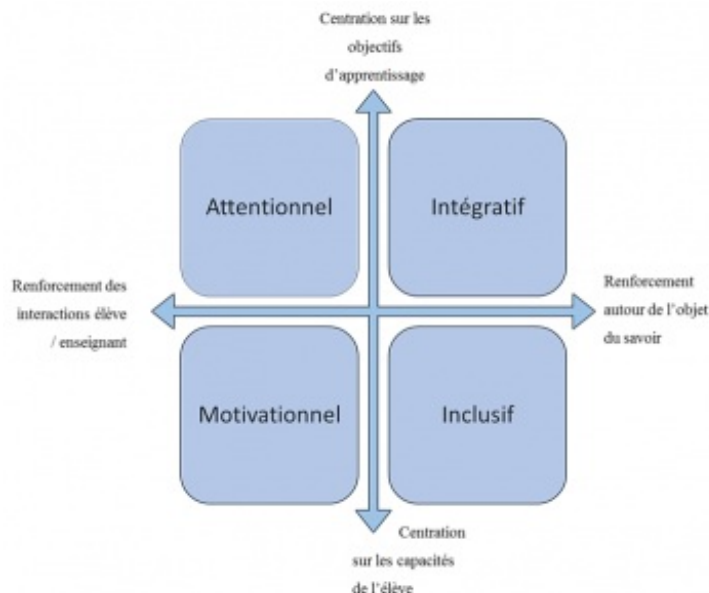 Centration sur les
objectifs
d'apprentissage
Attentionnel
Intégratif
Renforcement des
interactions élève
/ enseignant
Renforcement
autour de l'objet
du savoir
Motivationnel
Inclusif
Centration
sur les capacités
de l'élève